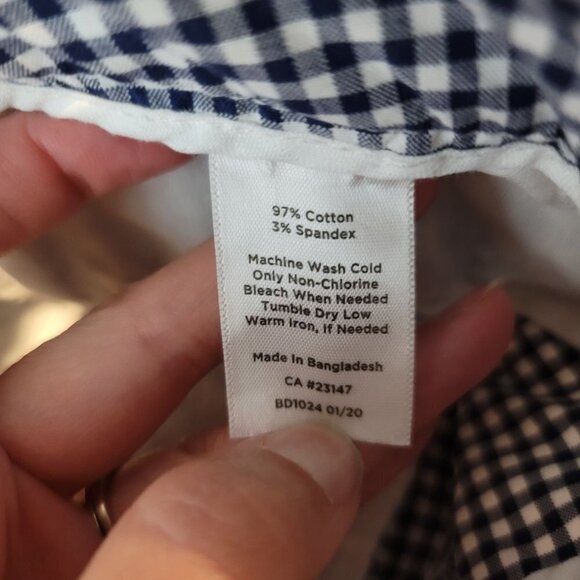 97% Cotton
3% Spandex
Machine Wash Cold
Only Non-Chlorine
Bleach When Needed
Tumble Dry Low
Warm Iron, If Needed
Made In Bangladesh
CA #23147
BD1024 01/20